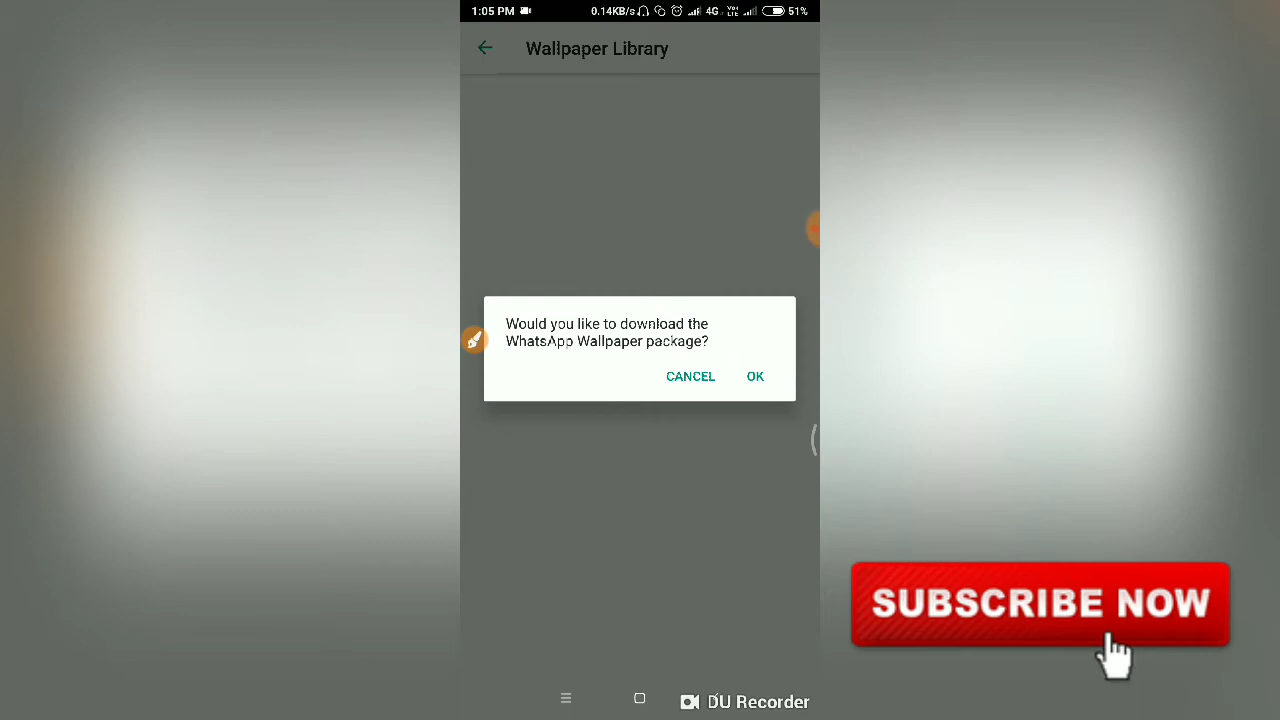 1:05 PM 0.14KB/s 4G VoLTE 51%
Wallpaper Library
Would you like to download the
WhatsApp Wallpaper package?
CANCEL OK
SUBSCRIBE NOW
DU Recorder